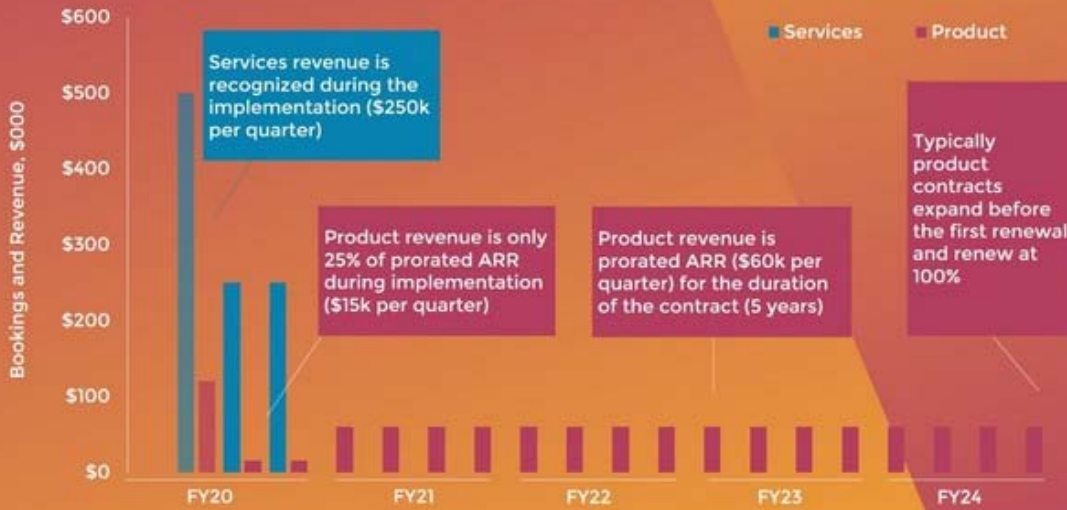 $600
$500
$400
$300
$200
$100
$0
Bookings and Revenue, $000
Services
Product
Services revenue is
recognized during the
implementation ($250k
per quarter)
Product revenue is only
25% of prorated ARR
during implementation
($15k per quarter)
Product revenue is
prorated ARR ($60k per
quarter) for the duration
of the contract (5 years)
Typically
product
contracts
expand before
the first renewal
and renew at
100%
FY20
FY21
FY22
FY23
FY24